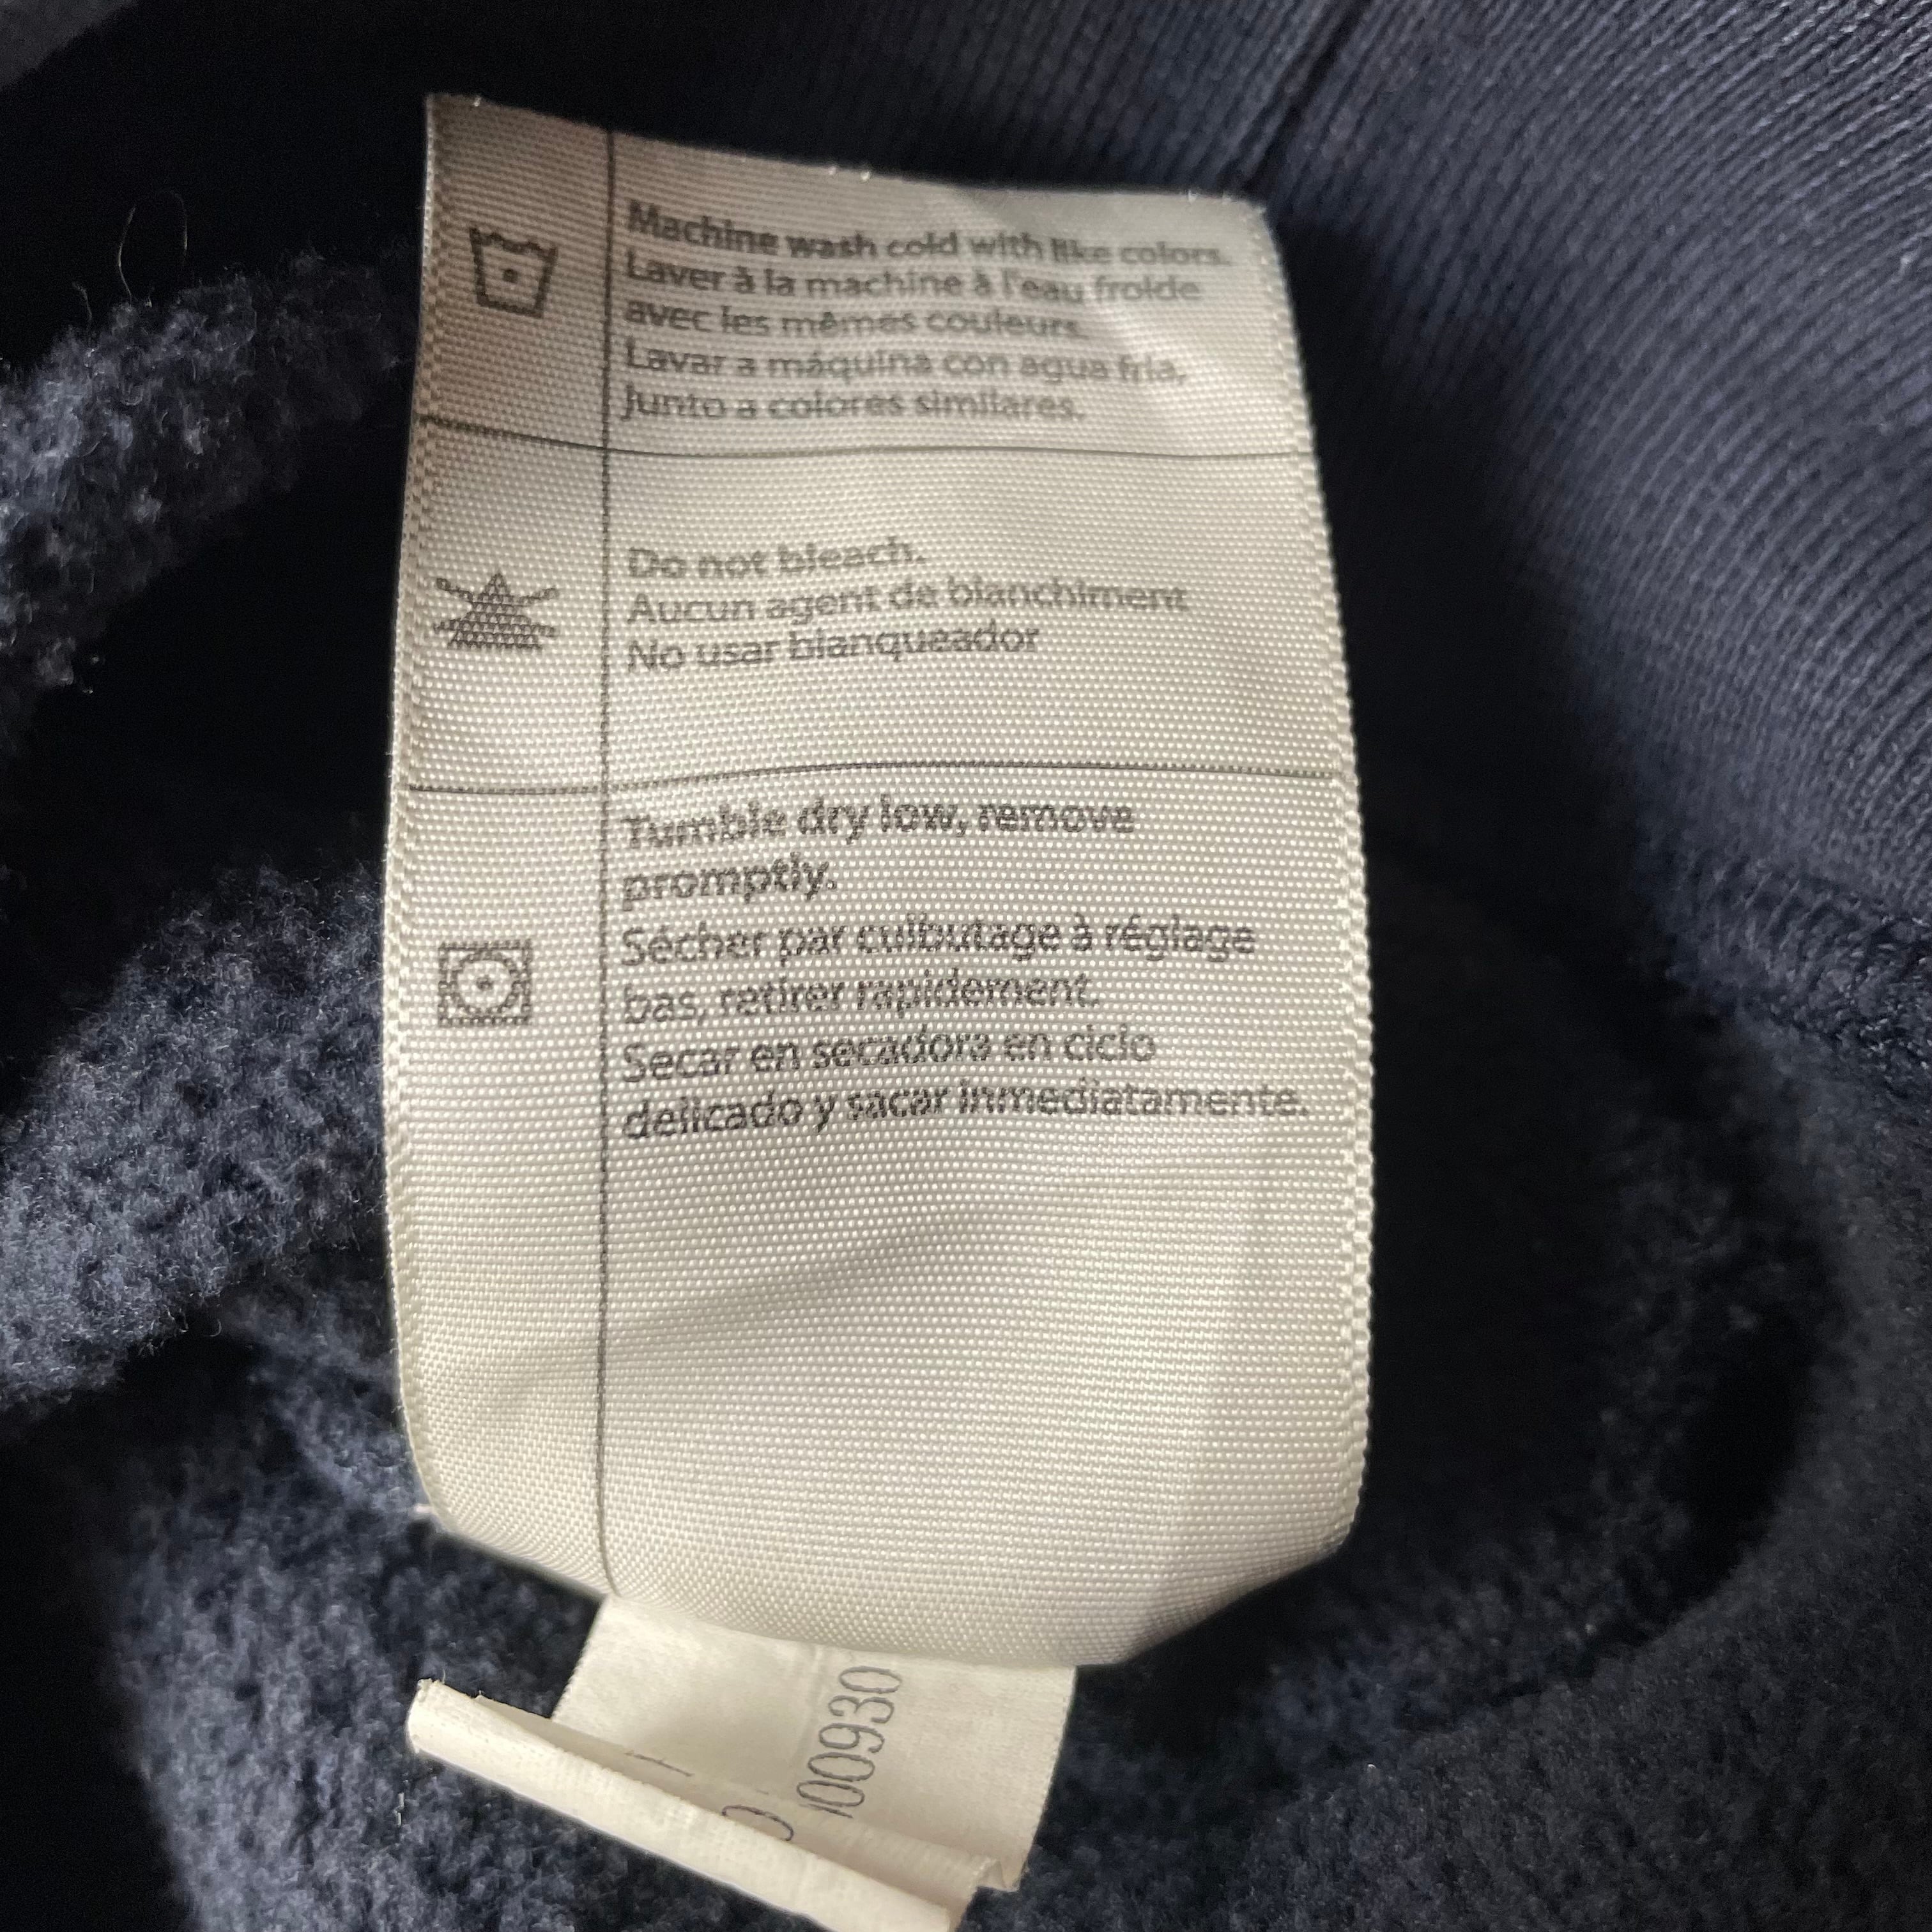 Machine wash cold with like colors.
Laver à la machine à l'eau froide
avec les mêmes couleurs.
Lavar a máquina con agua fria,
Junto a colores similares.
Do not bleach.
Aucun agent de blanchiment
No usar blanqueador
Tumble dry low, remove
promptly.
Sécher par culbutage à réglage
bas, retirer rapidement.
Secar en secadora en ciclo
delicado y sacar inmediatamente.